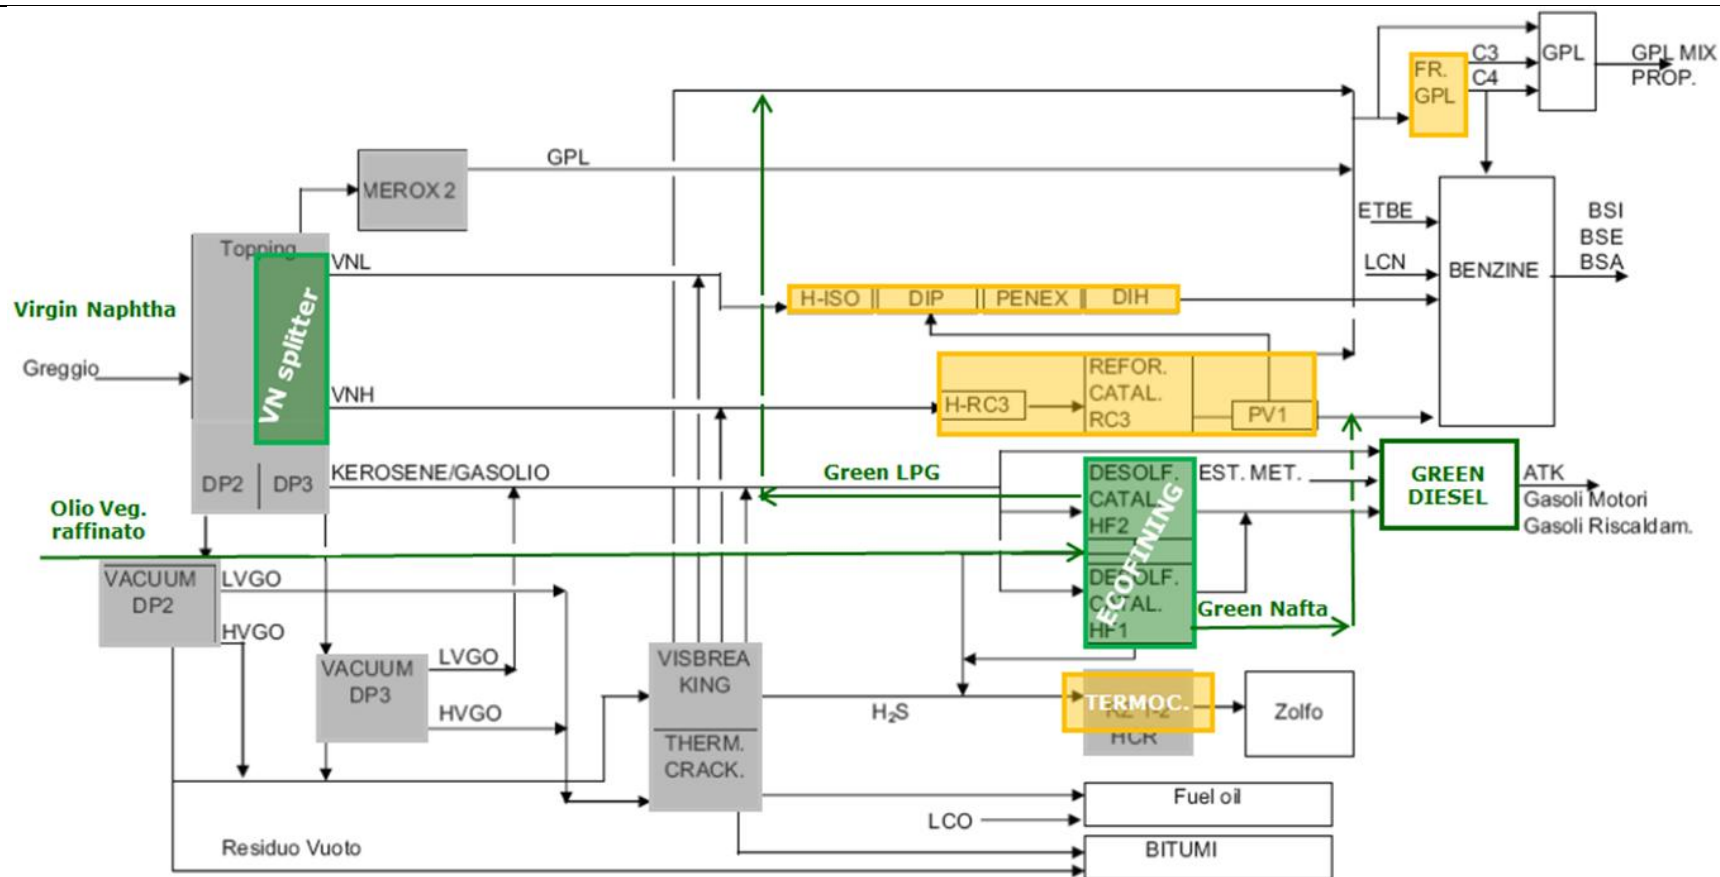 C3
GPL
GPL MIX
FR.
GPL
C4
PROP.
GPL
MEROX 2
ETBE
BSI
BSE
Topping
VNL
LCN
BENZINE
BSA
Virgin Naphtha
H-ISO
DIP
PENEX
DIH
VN splitter
Greggio
REFOR.
CATAL.
RC3
VNH
H-RC3
PV1
KEROSENE/GASOLIO
Green LPG
DESOLF.
CATAL.
HF2
EST. MET.
GREEN
DIESEL
ATK
Gasoli Motori
Gasoli Riscaldam.
DP2
DP3
Olio Veg.
raffinato
ECOFINING
VACUUM
DP2
LVGO
DESOLF.
CATAL.
HF1
Green Nafta
HVGO
VACUUM
DP3
LVGO
HVGO
VISBREA
KING
H₂S
TERMOC.
HCR
Zolfo
THERM.
CRACK.
Fuel oil
LCO
Residuo Vuoto
BITUMI